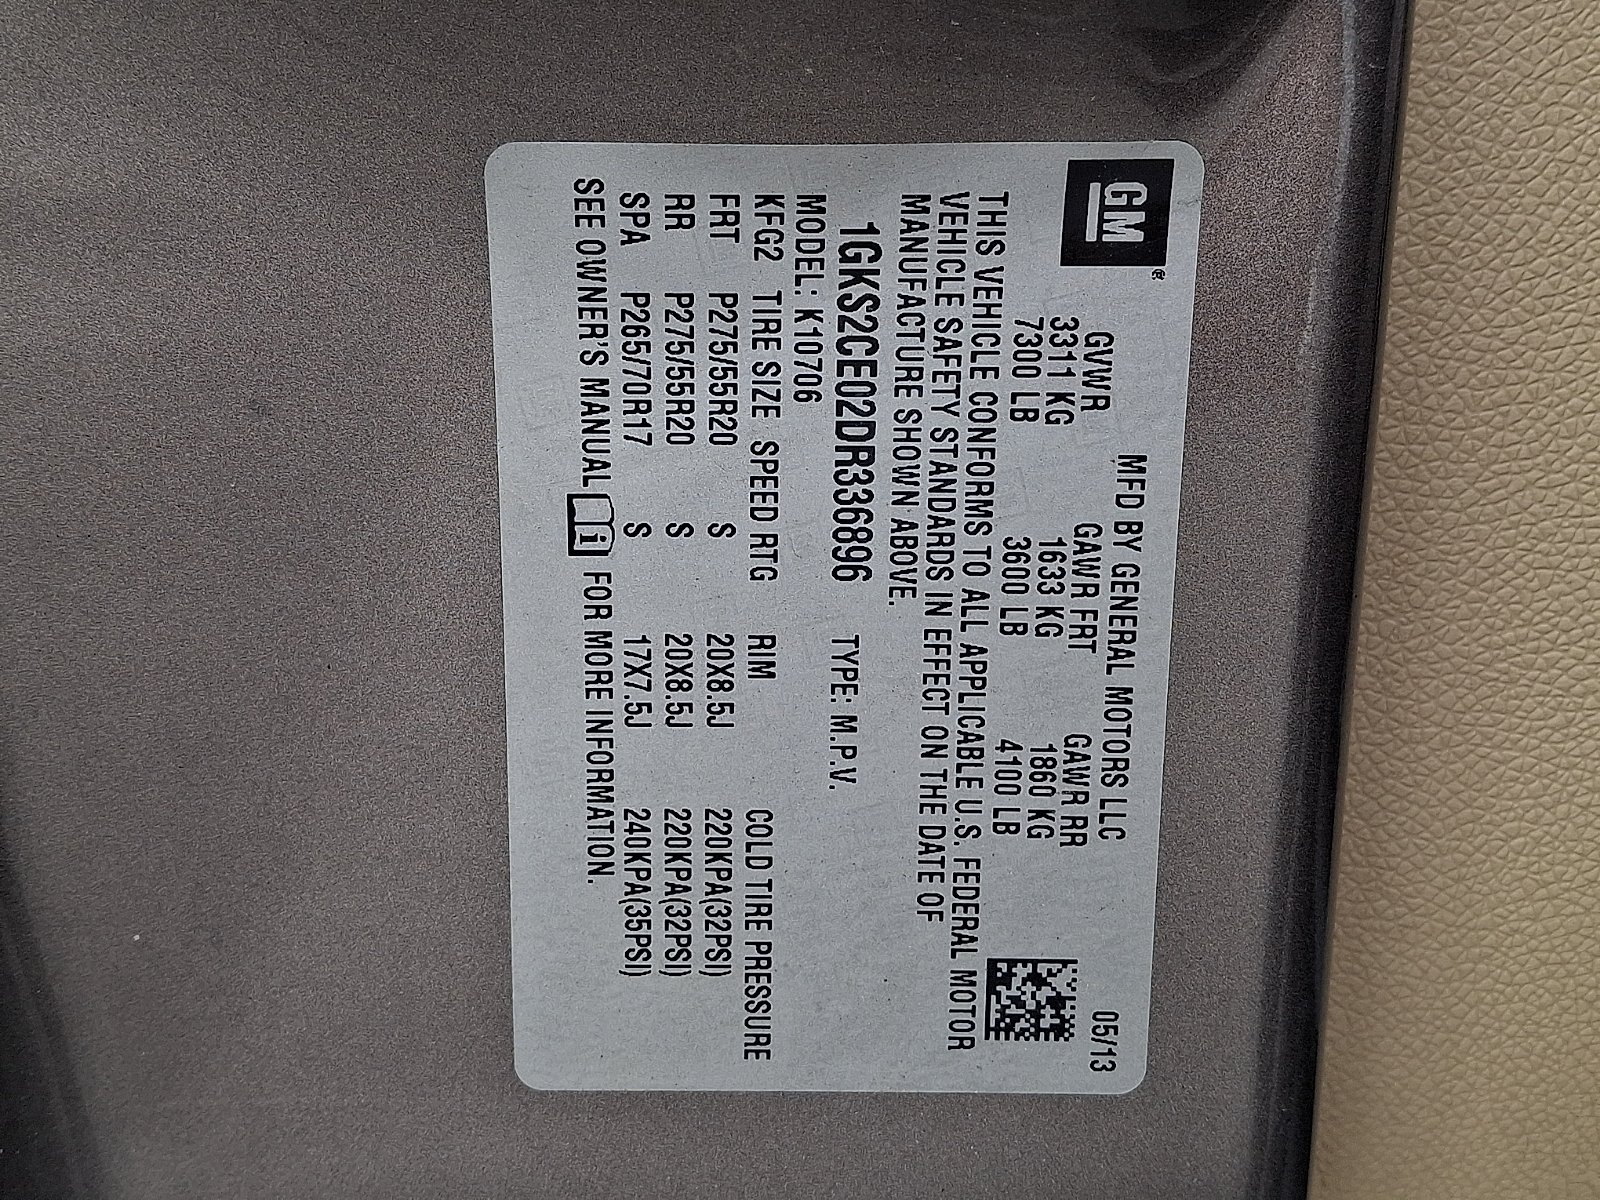 GM®
MFD BY GENERAL MOTORS LLC 05/13
GVWR GAWR FRT GAWR RR
3311 KG 1633 KG 1860 KG
7300 LB 3600 LB 4100 LB
THIS VEHICLE CONFORMS TO ALL APPLICABLE U.S. FEDERAL MOTOR
VEHICLE SAFETY STANDARDS IN EFFECT ON THE DATE OF
MANUFACTURE SHOWN ABOVE.
1GKS2CE02DR336896 TYPE: M.P.V.
MODEL: K10706
KFG2 TIRE SIZE SPEED RTG RIM COLD TIRE PRESSURE
FRT P275/55R20 S 20X8.5J 220KPA(32PSI)
RR P275/55R20 S 20X8.5J 220KPA(32PSI)
SPA P265/70R17 S 17X7.5J 240KPA(35PSI)
SEE OWNER'S MANUAL i FOR MORE INFORMATION.